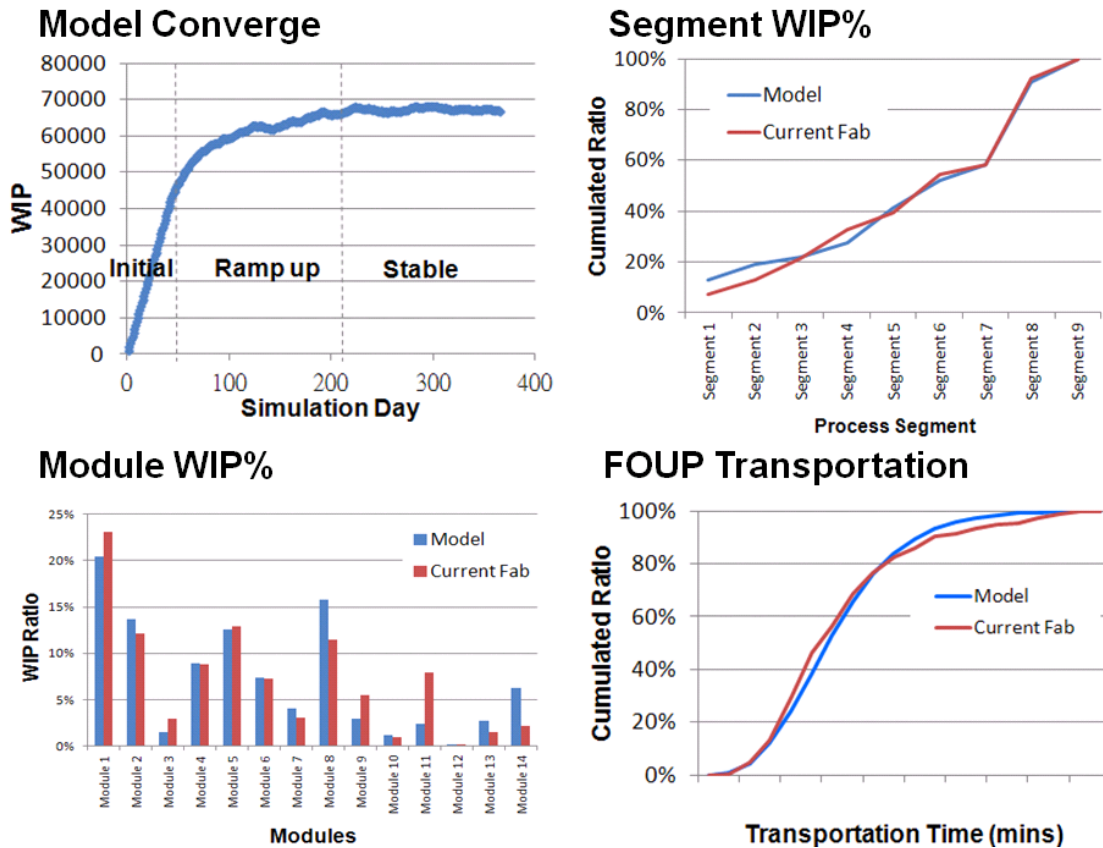 Model Converge
WIP
80000
70000
60000
50000
40000
30000
20000
10000
0
Initial
Ramp up
Stable
0
100
200
300
400
Simulation Day
Segment WIP%
Cumulated Ratio
100%
80%
60%
40%
20%
0%
Model
Current Fab
Segment 1
Segment 2
Segment 3
Segment 4
Segment 5
Segment 6
Segment 7
Segment 8
Segment 9
Process Segment
Module WIP%
WIP Ratio
25%
20%
15%
10%
5%
0%
Model
Current Fab
Module 1
Module 2
Module 3
Module 4
Module 5
Module 6
Module 7
Module 8
Module 9
Module 10
Module 11
Module 12
Module 13
Module 14
Modules
FOUP Transportation
Cumulated Ratio
100%
80%
60%
40%
20%
0%
Model
Current Fab
Transportation Time (mins)